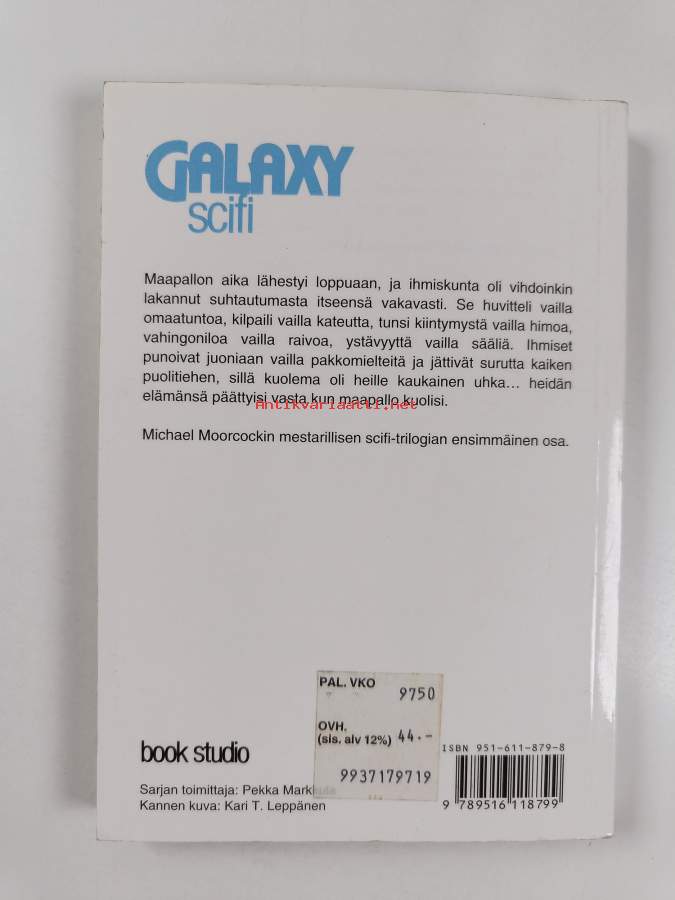 GALAXY
scifi
Maapallon aika lähestyi loppuaan, ja ihmiskunta oli vihdoinkin
lakannut suhtautumasta itseensä vakavasti. Se huvitteli vailla
omaatuntoa, kilpaili vailla kateutta, tunsi kiintymystä vailla himoa,
vahingoniloa vailla raivoa, ystävyyttä vailla sääliä. Ihmiset
punoivat juoniaan vailla pakkomielteitä ja jättivät surutta kaiken
puolitiehen, sillä kuolema oli heille kaukainen uhka... heidän
elämänsä päättyisi vasta kun maapallo kuolisi.
Antikvariaatti.net
Michael Moorcockin mestarillisen scifi-trilogian ensimmäinen osa.
PAL. VKO 9750
OVH.
(sis. alv 12%) 44.-
9937179719
ISBN 951-611-879-8
9 789516 118799
book studio
Sarjan toimittaja: Pekka Markkula
Kannen kuva: Kari T. Leppänen